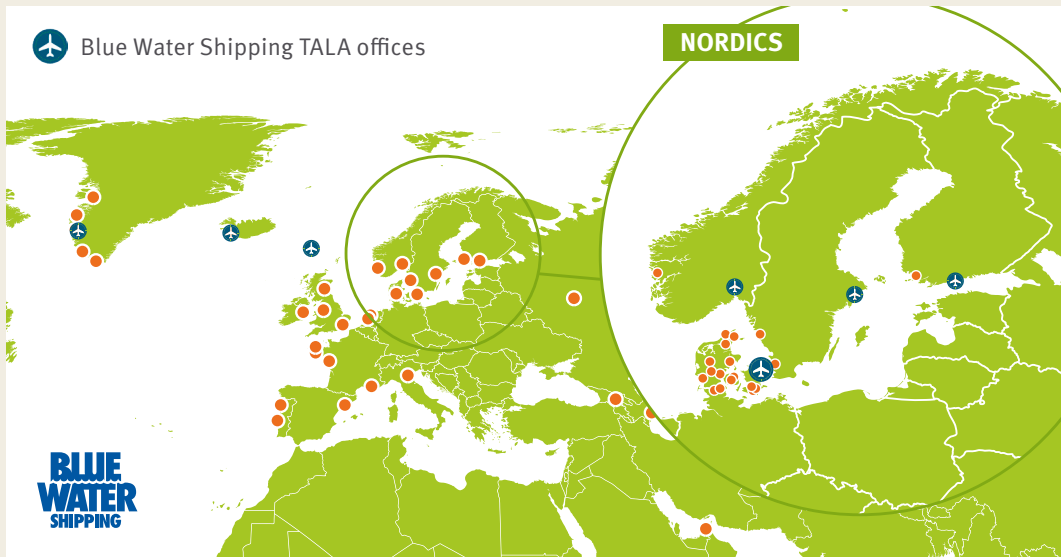 Blue Water Shipping TALA offices
NORDICS
BLUE
WATER
SHIPPING